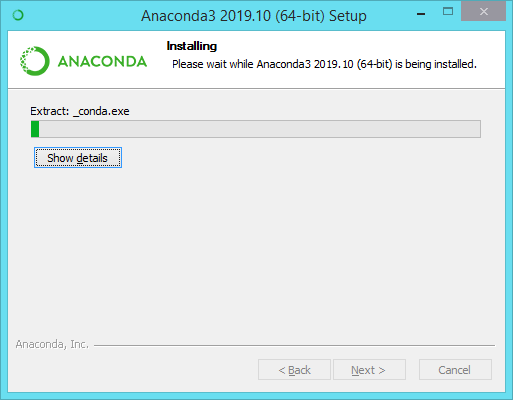 Anaconda3 2019.10 (64-bit) Setup
ANACONDA
Installing
Please wait while Anaconda3 2019.10 (64-bit) is being installed.
Extract: _conda.exe
Show details
Anaconda, Inc.
< Back
Next >
Cancel